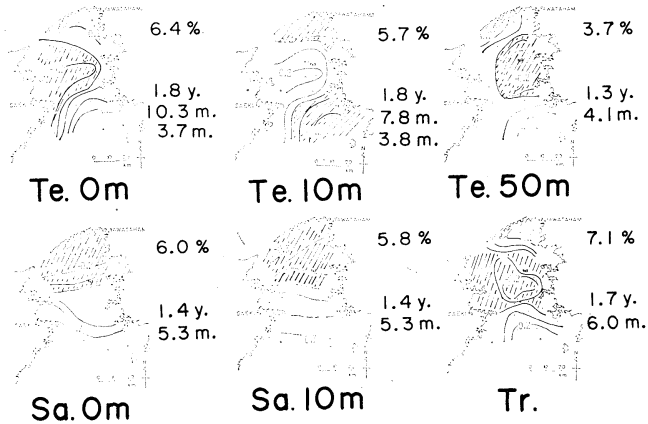 6.4 %
1.8 y.
10.3 m.
3.7 m.
Te. 0m
5.7 %
1.8 y.
7.8 m.
3.8 m.
Te. 10m
3.7 %
1.3 y.
4.1 m.
Te. 50m
6.0 %
1.4 y.
5.3 m.
Sa. 0m
5.8 %
1.4 y.
5.3 m.
Sa. 10m
7.1 %
1.7 y.
6.0 m.
Tr.